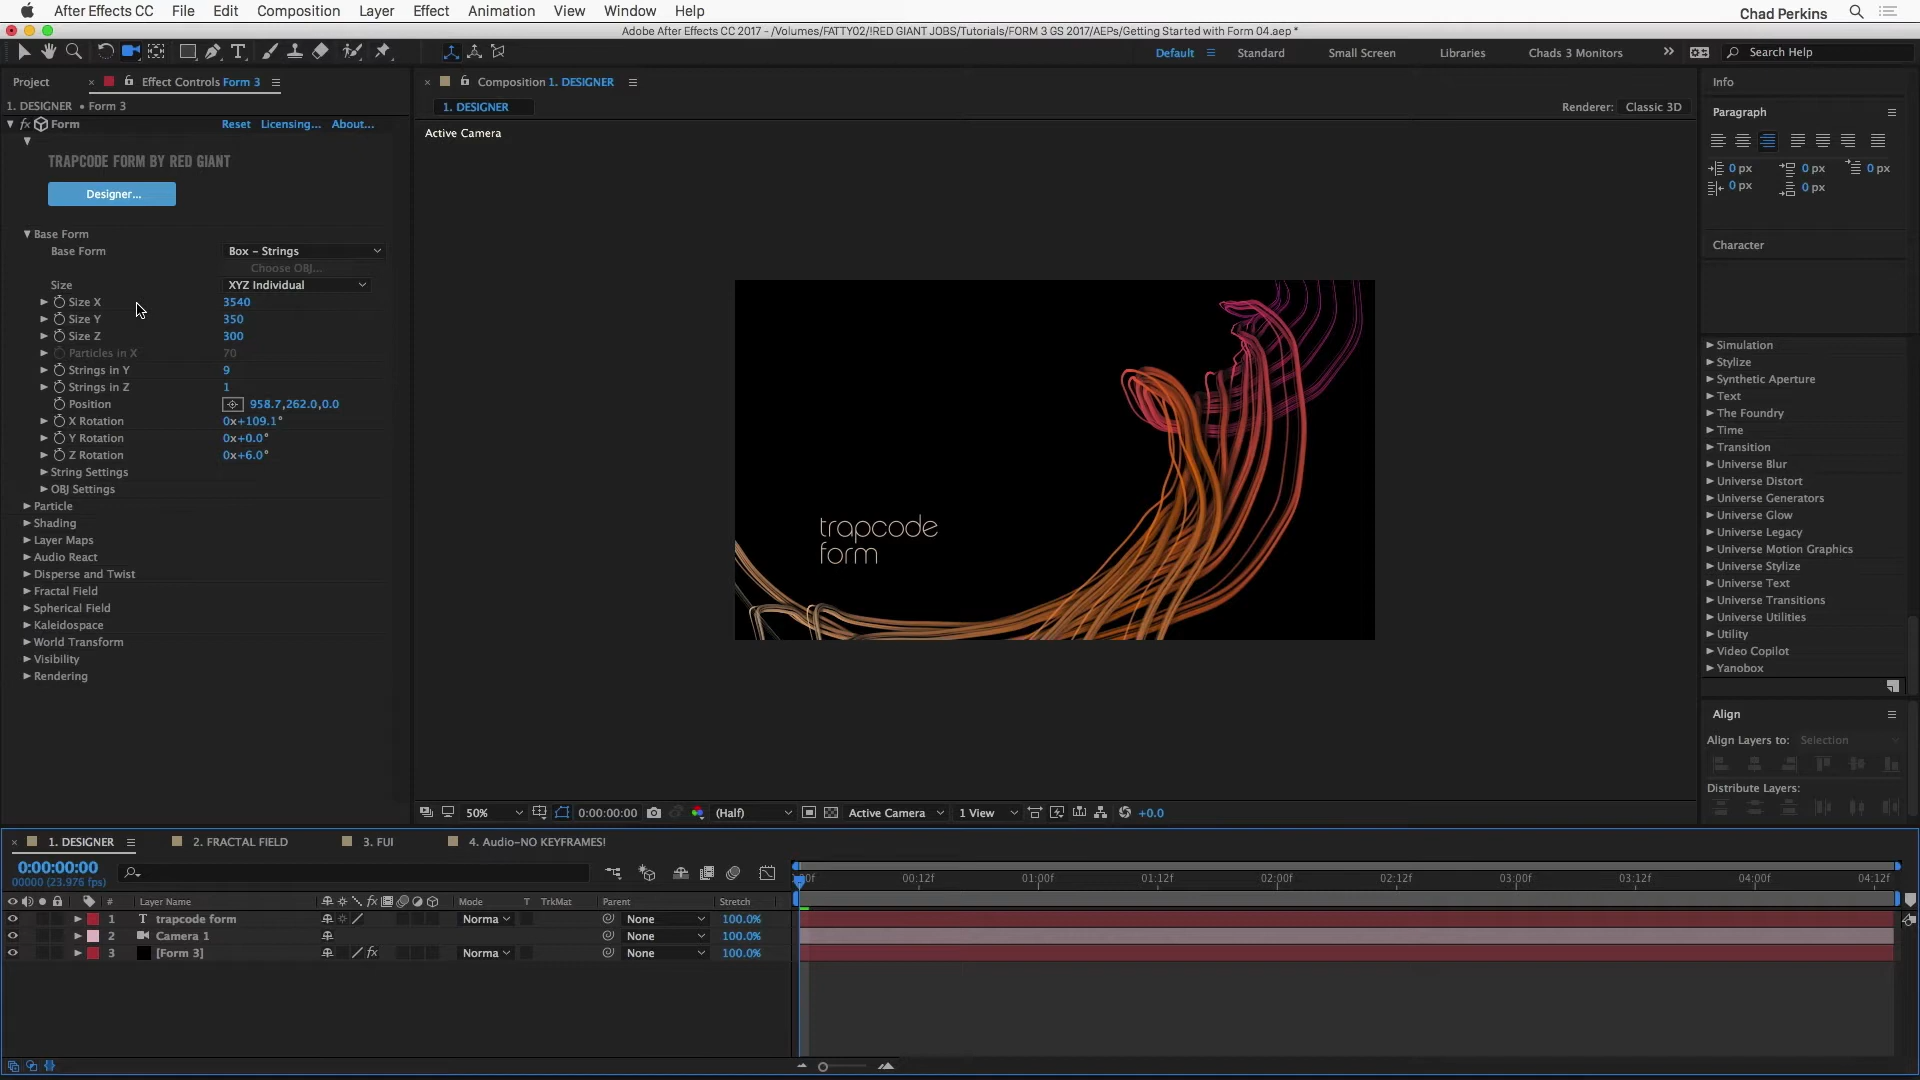 After Effects CC File Edit Composition Layer Effect Animation View Window Help Chad Perkins
Adobe After Effects CC 2017 - /Volumes/FATTY02/!RED GIANT JOBS/Tutorials/FORM 3 GS 2017/AEPs/Getting Started with Form 04.aep *
Default Standard Small Screen Libraries Chads 3 Monitors Search Help
Project Effect Controls Form 3
1. DESIGNER • Form 3
fx Form Reset Licensing... About...
TRAPCODE FORM BY RED GIANT
Designer...
Base Form
Base Form Box - Strings
Choose OBJ...
Size XYZ Individual
Size X 3540
Size Y 350
Size Z 300
Particles in X 70
Strings in Y 9
Strings in Z 1
Position 958.7,262.0,0.0
X Rotation 0x+109.1°
Y Rotation 0x+0.0°
Z Rotation 0x+6.0°
String Settings
OBJ Settings
Particle
Shading
Layer Maps
Audio React
Disperse and Twist
Fractal Field
Spherical Field
Kaleidospace
World Transform
Visibility
Rendering
Composition 1. DESIGNER
1. DESIGNER Renderer: Classic 3D
Active Camera
trapcode
form
50% 0:00:00:00 (Half) Active Camera 1 View +0.0
Info
Paragraph
0 px 0 px 0 px
0 px 0 px
Character
Simulation
Stylize
Synthetic Aperture
Text
The Foundry
Time
Transition
Universe Blur
Universe Distort
Universe Generators
Universe Glow
Universe Legacy
Universe Motion Graphics
Universe Stylize
Universe Text
Universe Transitions
Universe Utilities
Utility
Video Copilot
Yanobox
Align
Align Layers to: Selection
Distribute Layers:
1. DESIGNER 2. FRACTAL FIELD 3. FUI 4. Audio-NO KEYFRAMES!
0:00:00:00
00000 (23.976 fps)
00:12f 01:00f 01:12f 02:00f 02:12f 03:00f 03:12f 04:00f 04:12f
# Layer Name Mode T TrkMat Parent Stretch
1 T trapcode form Norma None 100.0%
2 Camera 1 None 100.0%
3 [Form 3] fx Norma None 100.0%